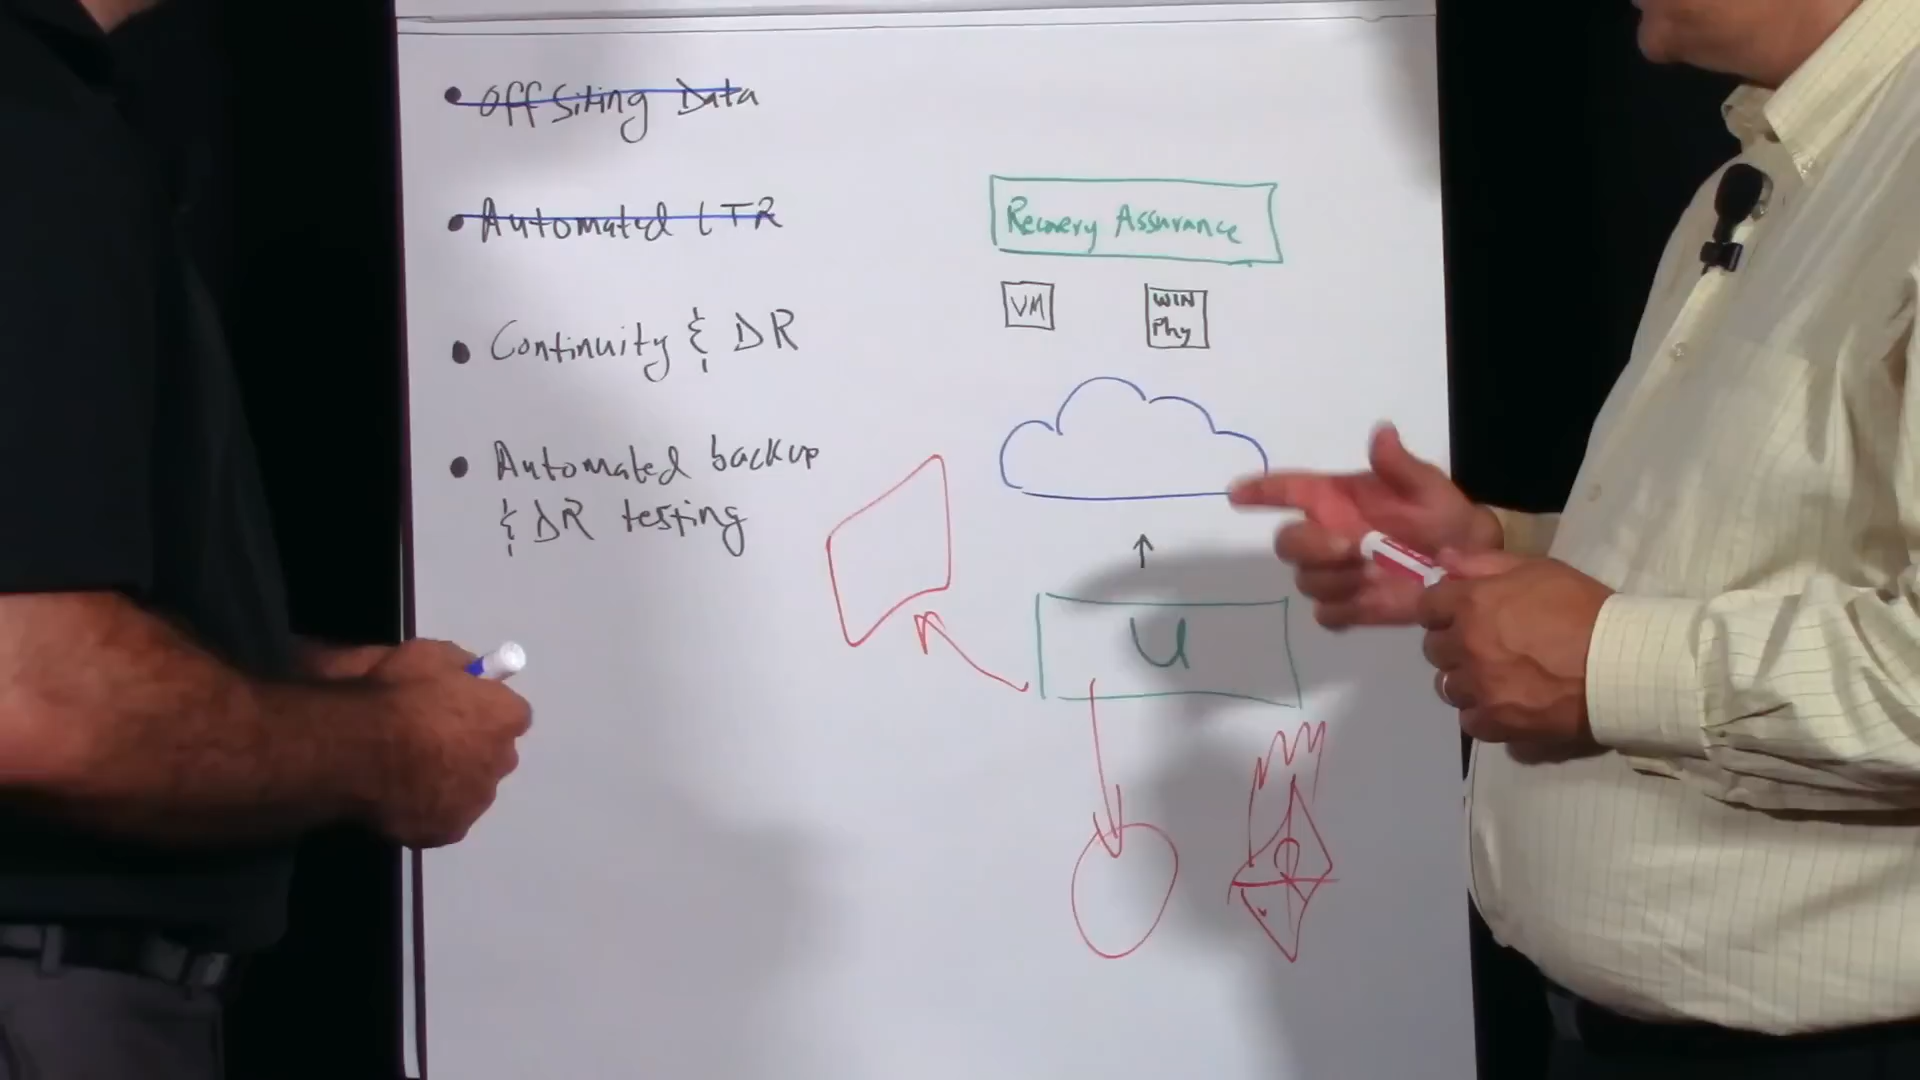 • Off Siting Data
• Automated LTR
• Continuity & DR
• Automated backup
& DR testing
Recovery Assurance
VM
WIN
Phy
U